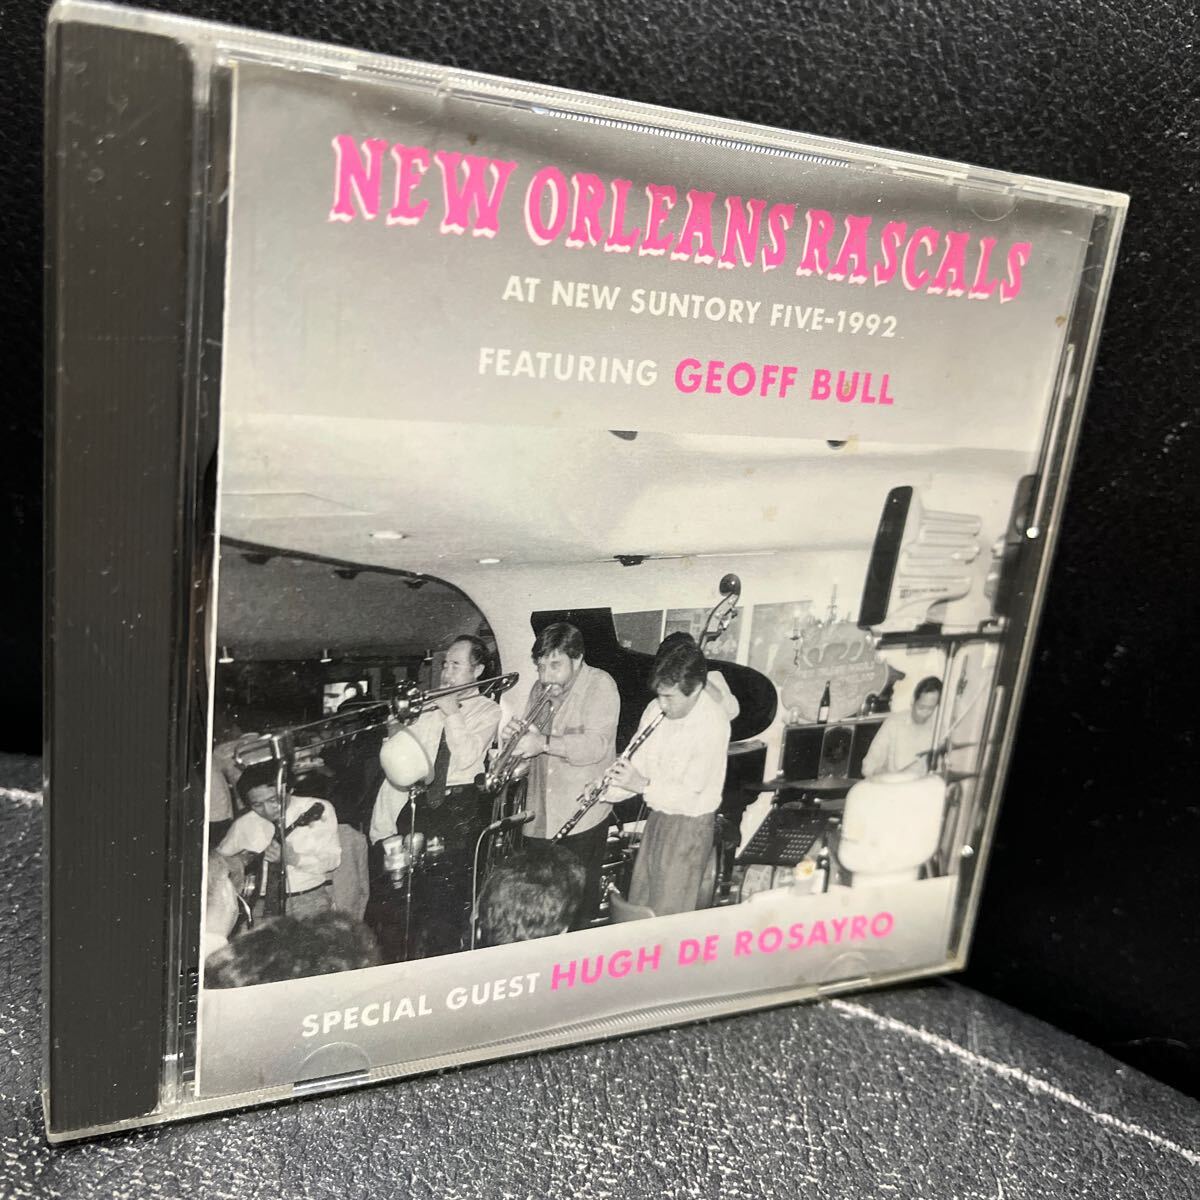 NEW ORLEANS RASCALS
AT NEW SUNTORY FIVE-1992
FEATURING GEOFF BULL
SPECIAL GUEST HUGH DE ROSAYRO